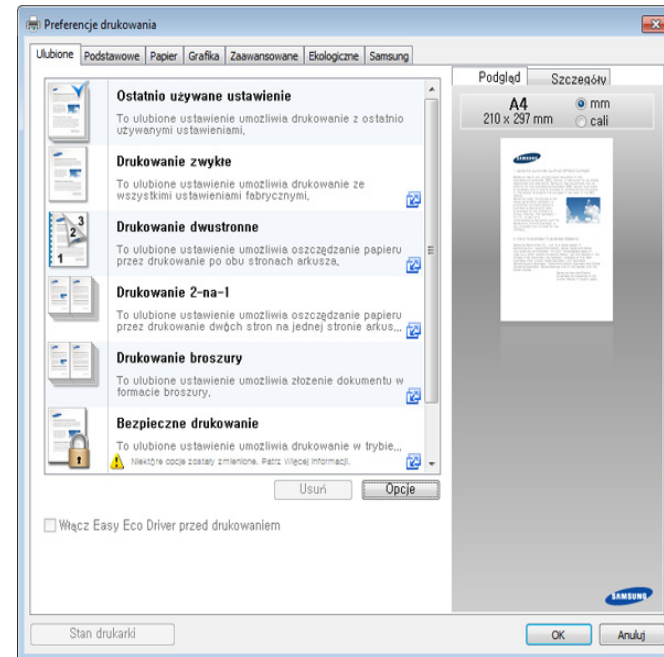 Preferencje drukowania
Ulubione Podstawowe Papier Grafika Zaawansowane Ekologiczne Samsung
Ostatnio używane ustawienie
To ulubione ustawienie umożliwia drukowanie z ostatnio
używanymi ustawieniami,
Drukowanie zwykłe
To ulubione ustawienie umożliwia drukowanie ze
wszystkimi ustawieniami fabrycznymi,
Drukowanie dwustronne
To ulubione ustawienie umożliwia oszczędzanie papieru
przez drukowanie po obu stronach arkusza,
Drukowanie 2-na-1
To ulubione ustawienie umożliwia oszczędzanie papieru
przez drukowanie dwóch stron na jednej stronie arkus...
Drukowanie broszury
To ulubione ustawienie umożliwia złożenie dokumentu w
formacie broszury,
Bezpieczne drukowanie
To ulubione ustawienie umożliwia drukowanie w trybie...
Niektóre opcje zostały zmienione. Patrz Więcej informacji.
Usuń Opcje
Włącz Easy Eco Driver przed drukowaniem
Stan drukarki
Podgląd Szczegóły
A4
210 x 297 mm
mm
cali
SAMSUNG
SAMSUNG
OK Anuluj
1
2
3